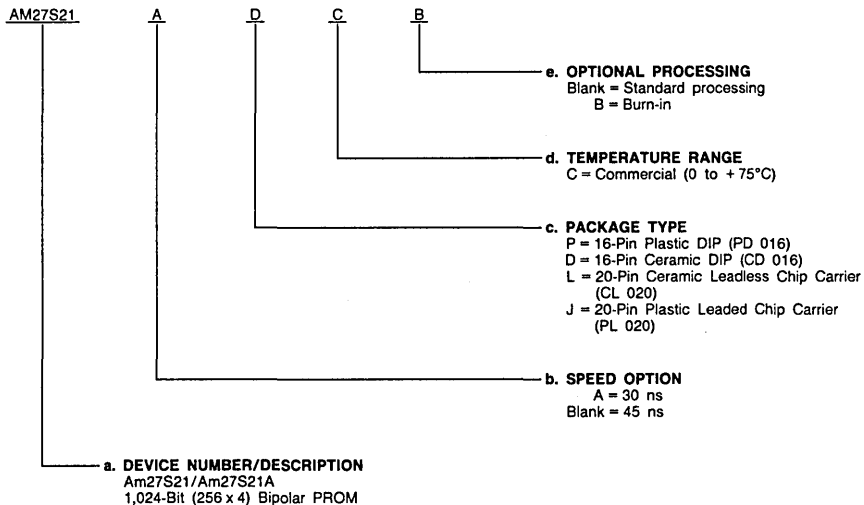 AM27S21 A D C B
e. OPTIONAL PROCESSING
Blank = Standard processing
B = Burn-in
d. TEMPERATURE RANGE
C = Commercial (0 to +75°C)
c. PACKAGE TYPE
P = 16-Pin Plastic DIP (PD 016)
D = 16-Pin Ceramic DIP (CD 016)
L = 20-Pin Ceramic Leadless Chip Carrier
(CL 020)
J = 20-Pin Plastic Leaded Chip Carrier
(PL 020)
b. SPEED OPTION
A = 30 ns
Blank = 45 ns
a. DEVICE NUMBER/DESCRIPTION
Am27S21/Am27S21A
1,024-Bit (256 x 4) Bipolar PROM